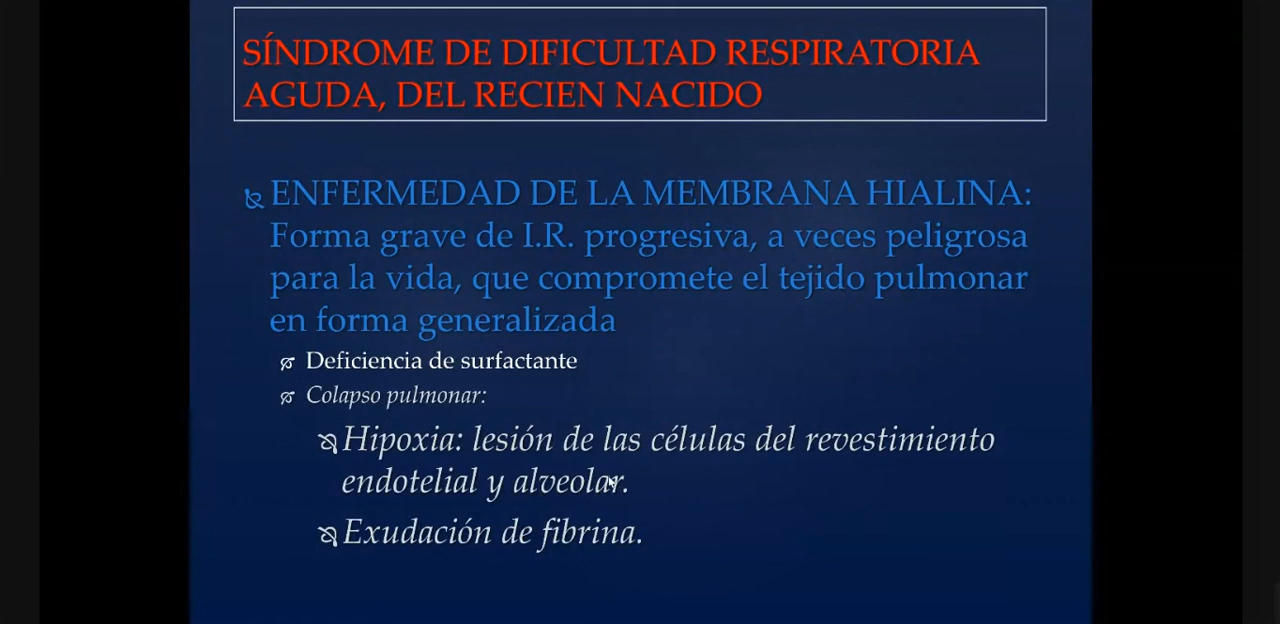 SÍNDROME DE DIFICULTAD RESPIRATORIA
AGUDA, DEL RECIEN NACIDO
ENFERMEDAD DE LA MEMBRANA HIALINA:
Forma grave de I.R. progresiva, a veces peligrosa
para la vida, que compromete el tejido pulmonar
en forma generalizada
Deficiencia de surfactante
Colapso pulmonar:
Hipoxia: lesión de las células del revestimiento
endotelial y alveolar.
Exudación de fibrina.